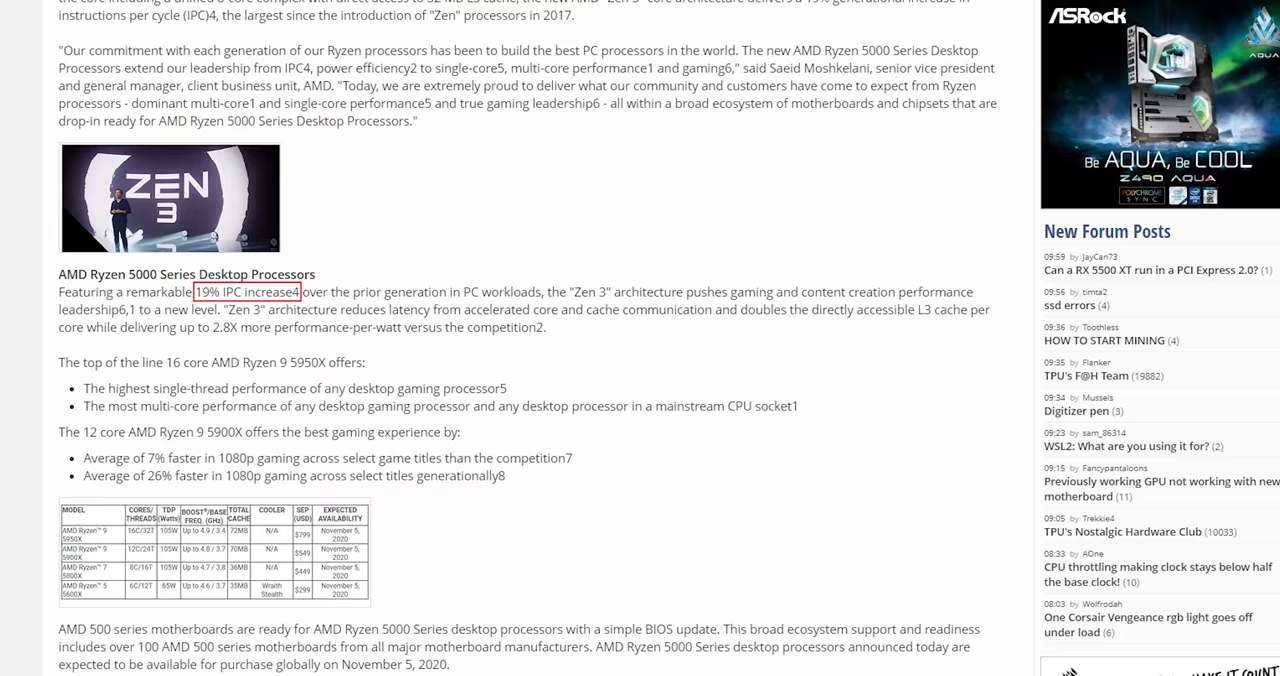 the core including a unified 8-core complex with direct access to 32 MB L3 cache, the new AMD "Zen 3" core architecture delivers a 19% generational increase in
instructions per cycle (IPC)4, the largest since the introduction of "Zen" processors in 2017.
"Our commitment with each generation of our Ryzen processors has been to build the best PC processors in the world. The new AMD Ryzen 5000 Series Desktop
Processors extend our leadership from IPC4, power efficiency2 to single-core5, multi-core performance1 and gaming6," said Saeid Moshkelani, senior vice president
and general manager, client business unit, AMD. "Today, we are extremely proud to deliver what our community and customers have come to expect from Ryzen
processors - dominant multi-core1 and single-core performance5 and true gaming leadership6 - all within a broad ecosystem of motherboards and chipsets that are
drop-in ready for AMD Ryzen 5000 Series Desktop Processors."
ZEN
3
AMD Ryzen 5000 Series Desktop Processors
Featuring a remarkable 19% IPC increase4 over the prior generation in PC workloads, the "Zen 3" architecture pushes gaming and content creation performance
leadership6,1 to a new level. "Zen 3" architecture reduces latency from accelerated core and cache communication and doubles the directly accessible L3 cache per
core while delivering up to 2.8X more performance-per-watt versus the competition2.
The top of the line 16 core AMD Ryzen 9 5950X offers:
• The highest single-thread performance of any desktop gaming processor5
• The most multi-core performance of any desktop gaming processor and any desktop processor in a mainstream CPU socket1
The 12 core AMD Ryzen 9 5900X offers the best gaming experience by:
• Average of 7% faster in 1080p gaming across select game titles than the competition7
• Average of 26% faster in 1080p gaming across select titles generationally8
MODEL CORES/THREADS TDP (Watts) BOOST⁹/BASE FREQ. (GHz) TOTAL CACHE COOLER SEP (USD) EXPECTED AVAILABILITY
AMD Ryzen™ 9 5950X 16C/32T 105W Up to 4.9 / 3.4 72MB N/A $799 November 5, 2020
AMD Ryzen™ 9 5900X 12C/24T 105W Up to 4.8 / 3.7 70MB N/A $549 November 5, 2020
AMD Ryzen™ 7 5800X 8C/16T 105W Up to 4.7 / 3.8 36MB N/A $449 November 5, 2020
AMD Ryzen™ 5 5600X 6C/12T 65W Up to 4.6 / 3.7 35MB Wraith Stealth $299 November 5, 2020
AMD 500 series motherboards are ready for AMD Ryzen 5000 Series desktop processors with a simple BIOS update. This broad ecosystem support and readiness
includes over 100 AMD 500 series motherboards from all major motherboard manufacturers. AMD Ryzen 5000 Series desktop processors announced today are
expected to be available for purchase globally on November 5, 2020.
ASRock
AQUA
Be AQUA, Be COOL
Z490 AQUA
POLYCHROME
SYNC
New Forum Posts
09:59 by JayCan73
Can a RX 5500 XT run in a PCI Express 2.0? (1)
09:56 by timta2
ssd errors (4)
09:36 by Toothless
HOW TO START MINING (4)
09:35 by Flanker
TPU's F@H Team (19882)
09:34 by Mussels
Digitizer pen (3)
09:23 by sam_86314
WSL2: What are you using it for? (2)
09:15 by Fancypantaloons
Previously working GPU not working with new
motherboard (11)
09:05 by Trekkie4
TPU's Nostalgic Hardware Club (10033)
08:33 by AOne
CPU throttling making clock stays below half
the base clock! (10)
08:03 by Wolfrodah
One Corsair Vengeance rgb light goes off
under load (6)
MAKE IT COUNT